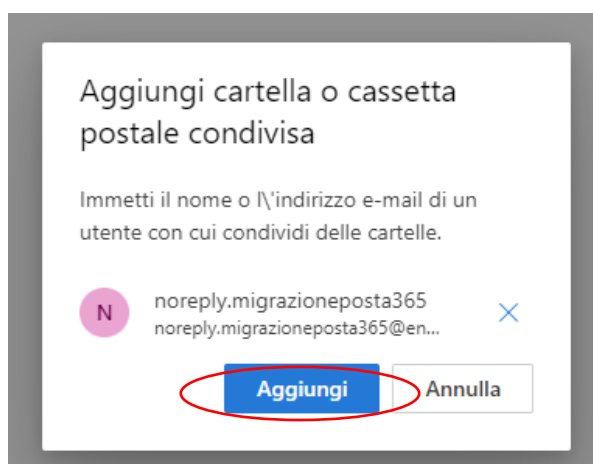 Aggiungi cartella o cassetta
postale condivisa
Immetti il nome o l\'indirizzo e-mail di un
utente con cui condividi delle cartelle.
N
noreply.migrazioneposta365
noreply.migrazioneposta365@en...
Aggiungi Annulla